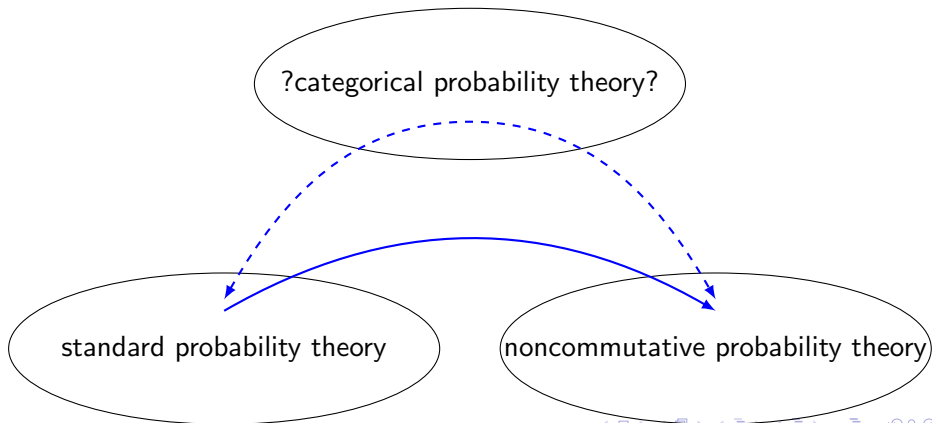 ?categorical probability theory?
standard probability theory
noncommutative probability theory